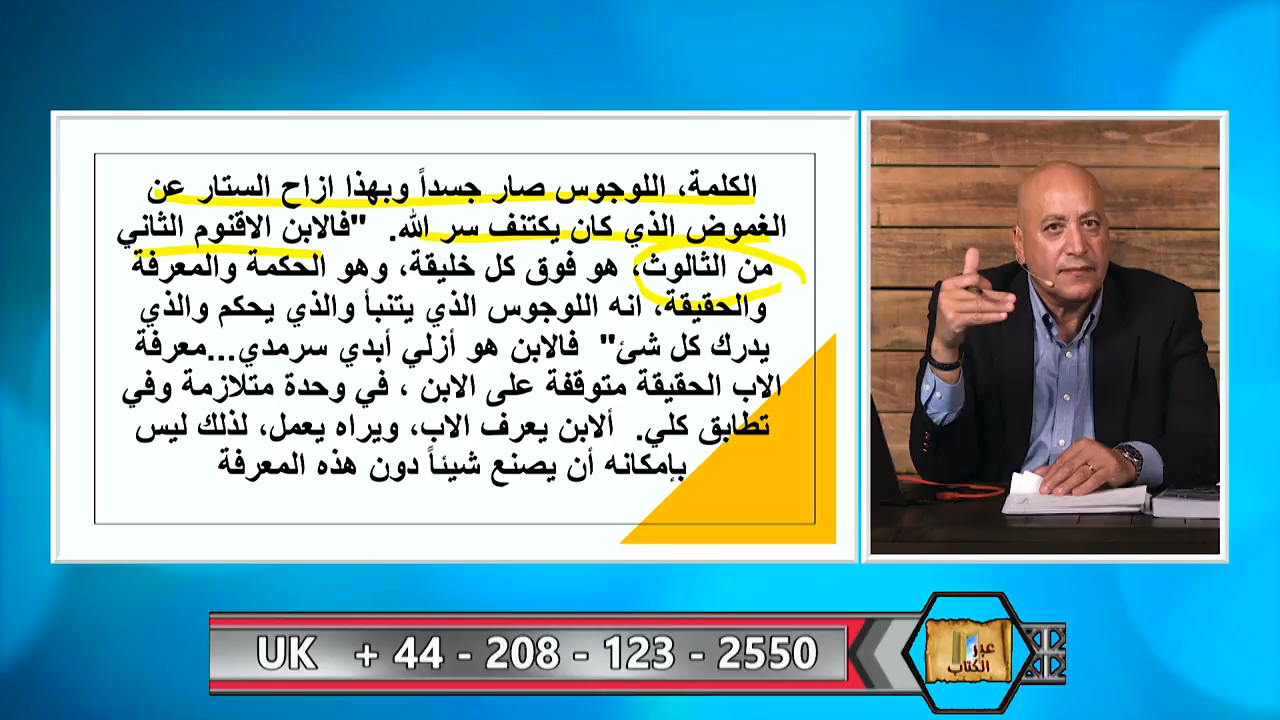 الكلمة، اللوجوس صار جسداً وبهذا ازاح الستار عن
الغموض الذي كان يكتنف سر الله. "فالابن الاقنوم الثاني
من الثالوث، هو فوق كل خليقة، وهو الحكمة والمعرفة
والحقيقة، انه اللوجوس الذي يتنبأ والذي يحكم والذي
يدرك كل شئ" فالابن هو أزلي أبدي سرمدي...معرفة
الاب الحقيقة متوقفة على الابن ، في وحدة متلازمة وفي
تطابق كلي. ألابن يعرف الاب، ويراه يعمل، لذلك ليس
بإمكانه أن يصنع شيئاً دون هذه المعرفة
UK + 44 - 208 - 123 - 2550
عبر
الكتاب